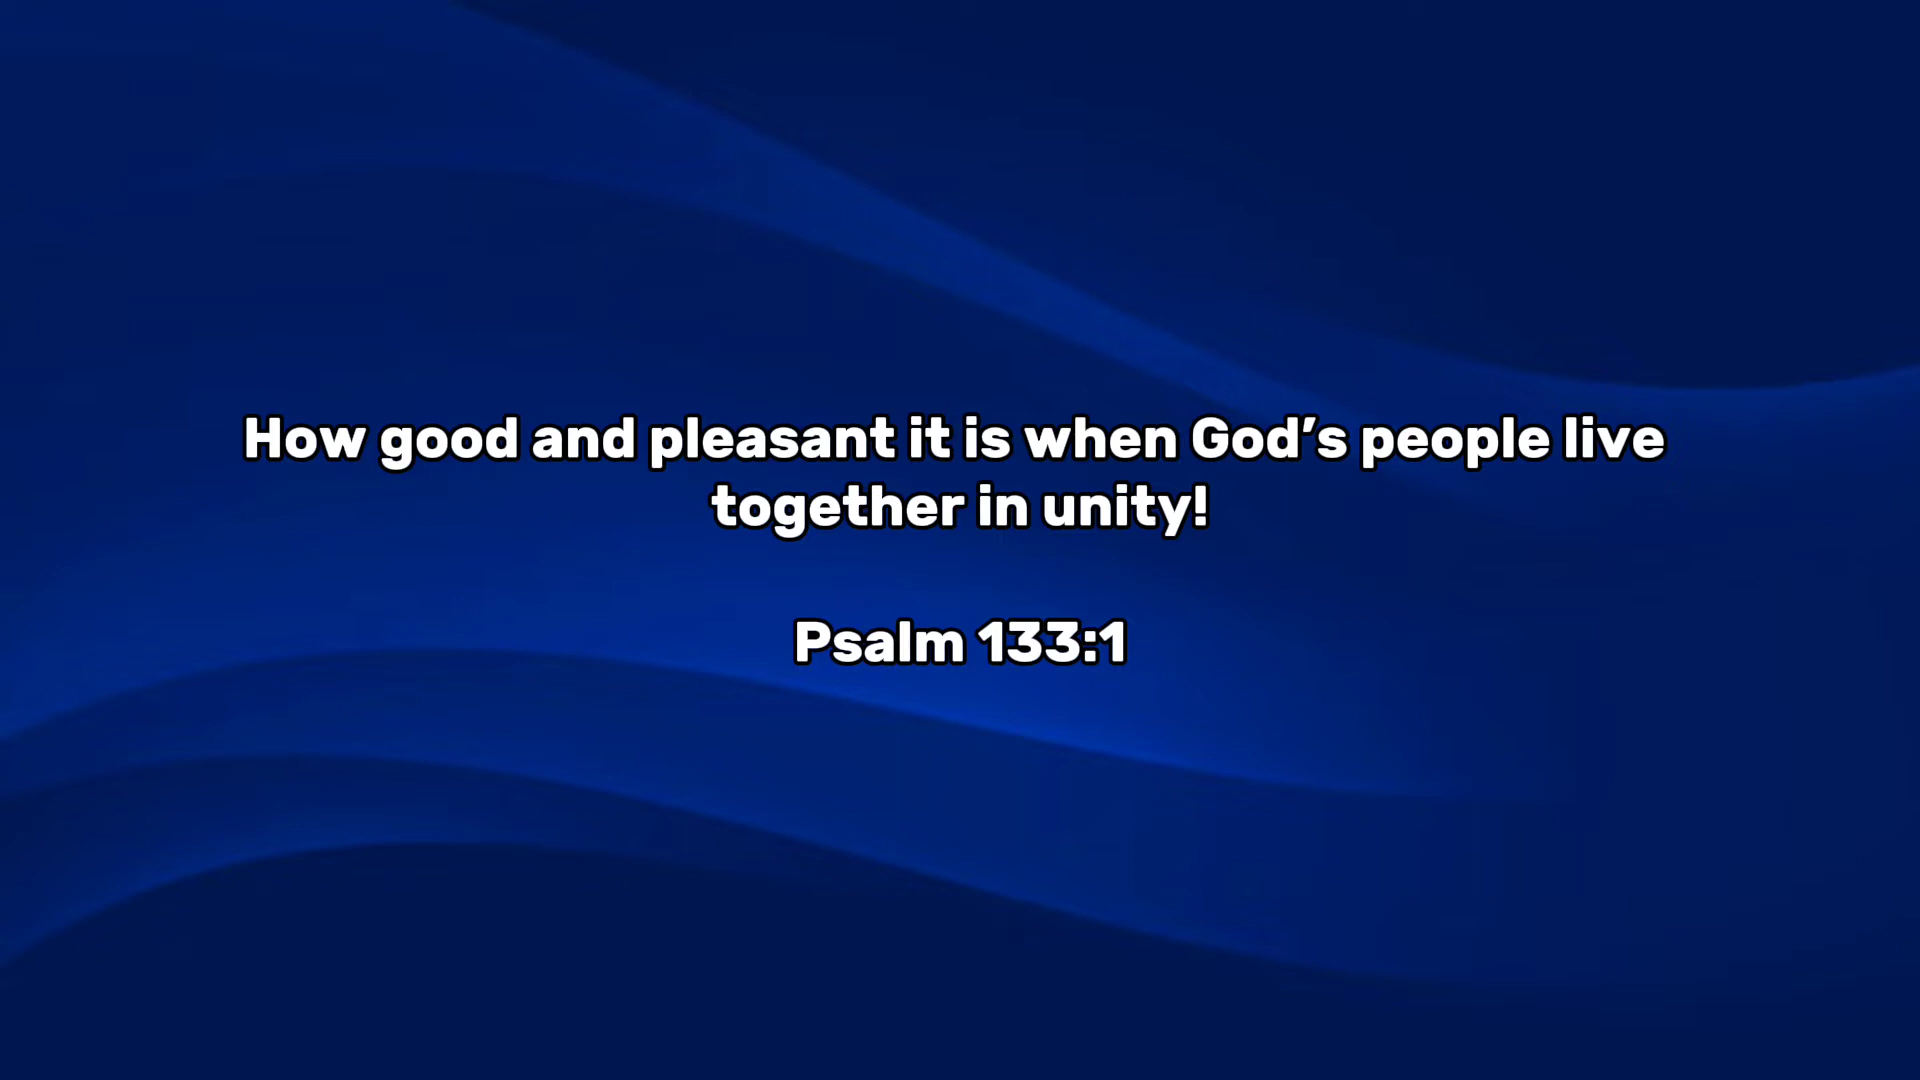 How good and pleasant it is when God’s people live
together in unity!
Psalm 133:1